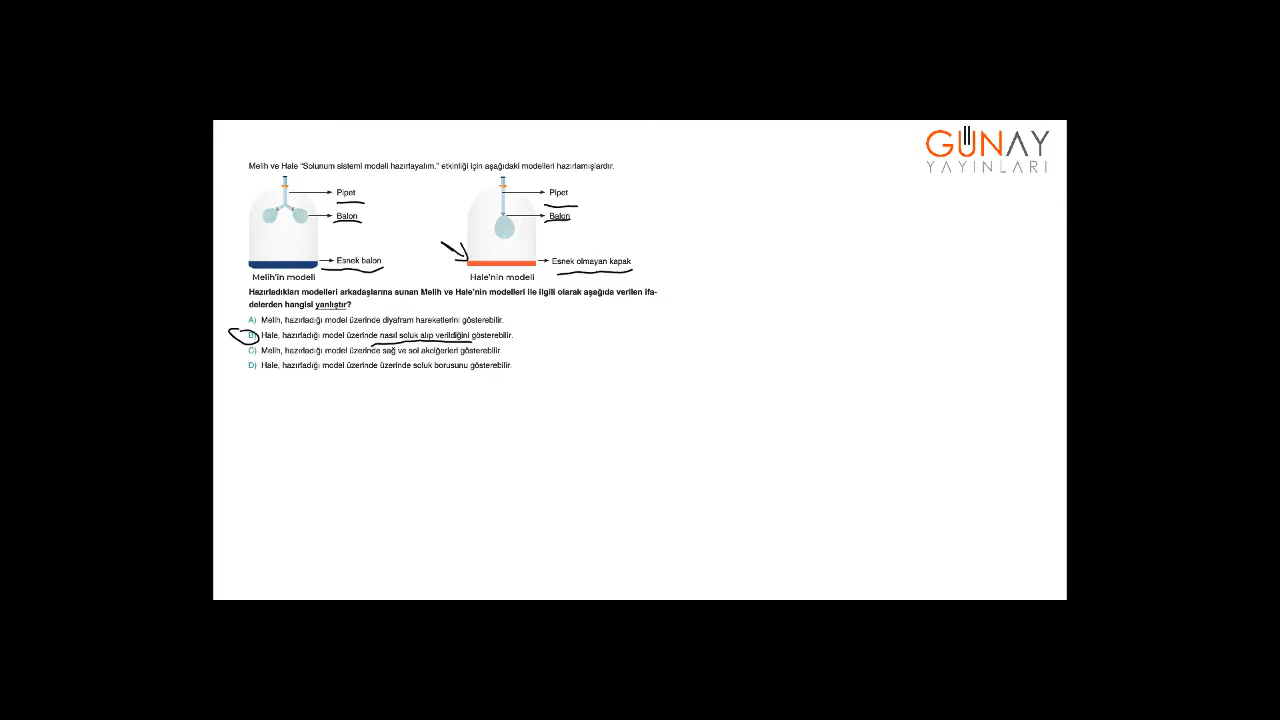 GÜNAY
YAYINLARI
Melih ve Hale "Solunum sistemi modeli hazırlayalım." etkinliği için aşağıdaki modelleri hazırlamışlardır.
Pipet
Balon
Esnek balon
Melih'in modeli
Pipet
Balon
Esnek olmayan kapak
Hale'nin modeli
Hazırladıkları modelleri arkadaşlarına sunan Melih ve Hale'nin modelleri ile ilgili olarak aşağıda verilen ifa-
delerden hangisi yanlıştır?
A) Melih, hazırladığı model üzerinde diyafram hareketlerini gösterebilir.
B) Hale, hazırladığı model üzerinde nasıl soluk alıp verildiğini gösterebilir.
C) Melih, hazırladığı model üzerinde sağ ve sol akciğerleri gösterebilir.
D) Hale, hazırladığı model üzerinde üzerinde soluk borusunu gösterebilir.